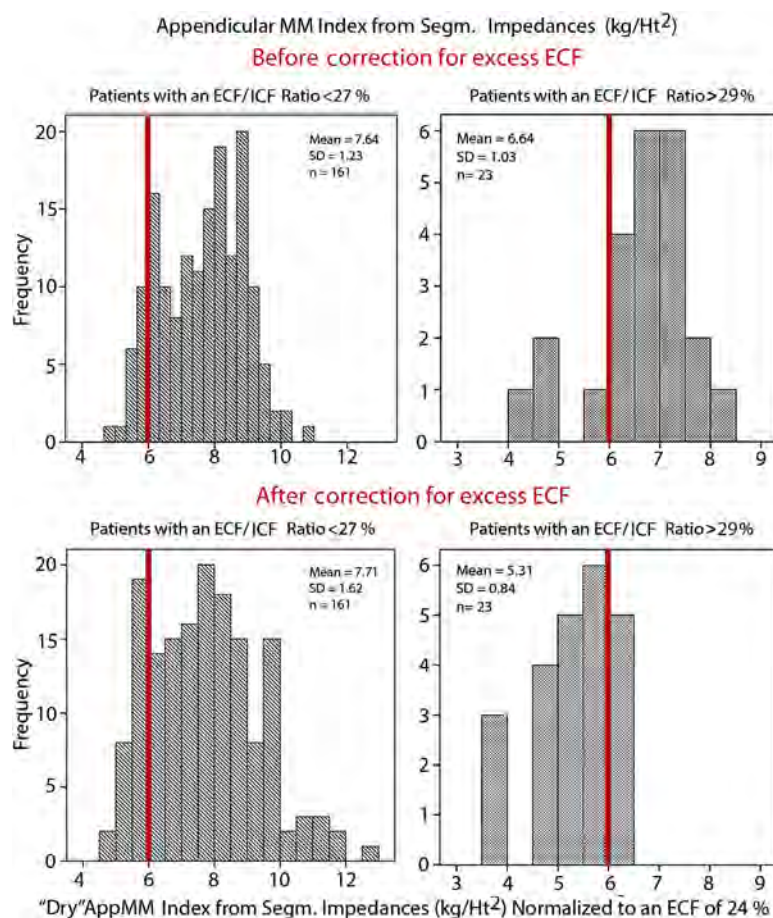 Appendicular MM Index from Segm. Impedances (kg/Ht2)
Before correction for excess ECF
Patients with an ECF/ICF Ratio <27 %
Patients with an ECF/ICF Ratio >29%
Frequency
20
15
10
5
0
Mean = 7.64
SD = 1.23
n = 161
4 6 8 10 12
6
5
4
3
2
1
0
Mean = 6.64
SD = 1.03
n= 23
3 4 5 6 7 8 9
After correction for excess ECF
Patients with an ECF/ICF Ratio <27 %
Patients with an ECF/ICF Ratio >29%
Frequency
20
15
10
5
0
Mean = 7.71
SD = 1.62
n = 161
4 6 8 10 12
6
5
4
3
2
1
0
Mean = 5.31
SD = 0.84
n= 23
3 4 5 6 7 8 9
"Dry"AppMM Index from Segm. Impedances (kg/Ht2) Normalized to an ECF of 24 %